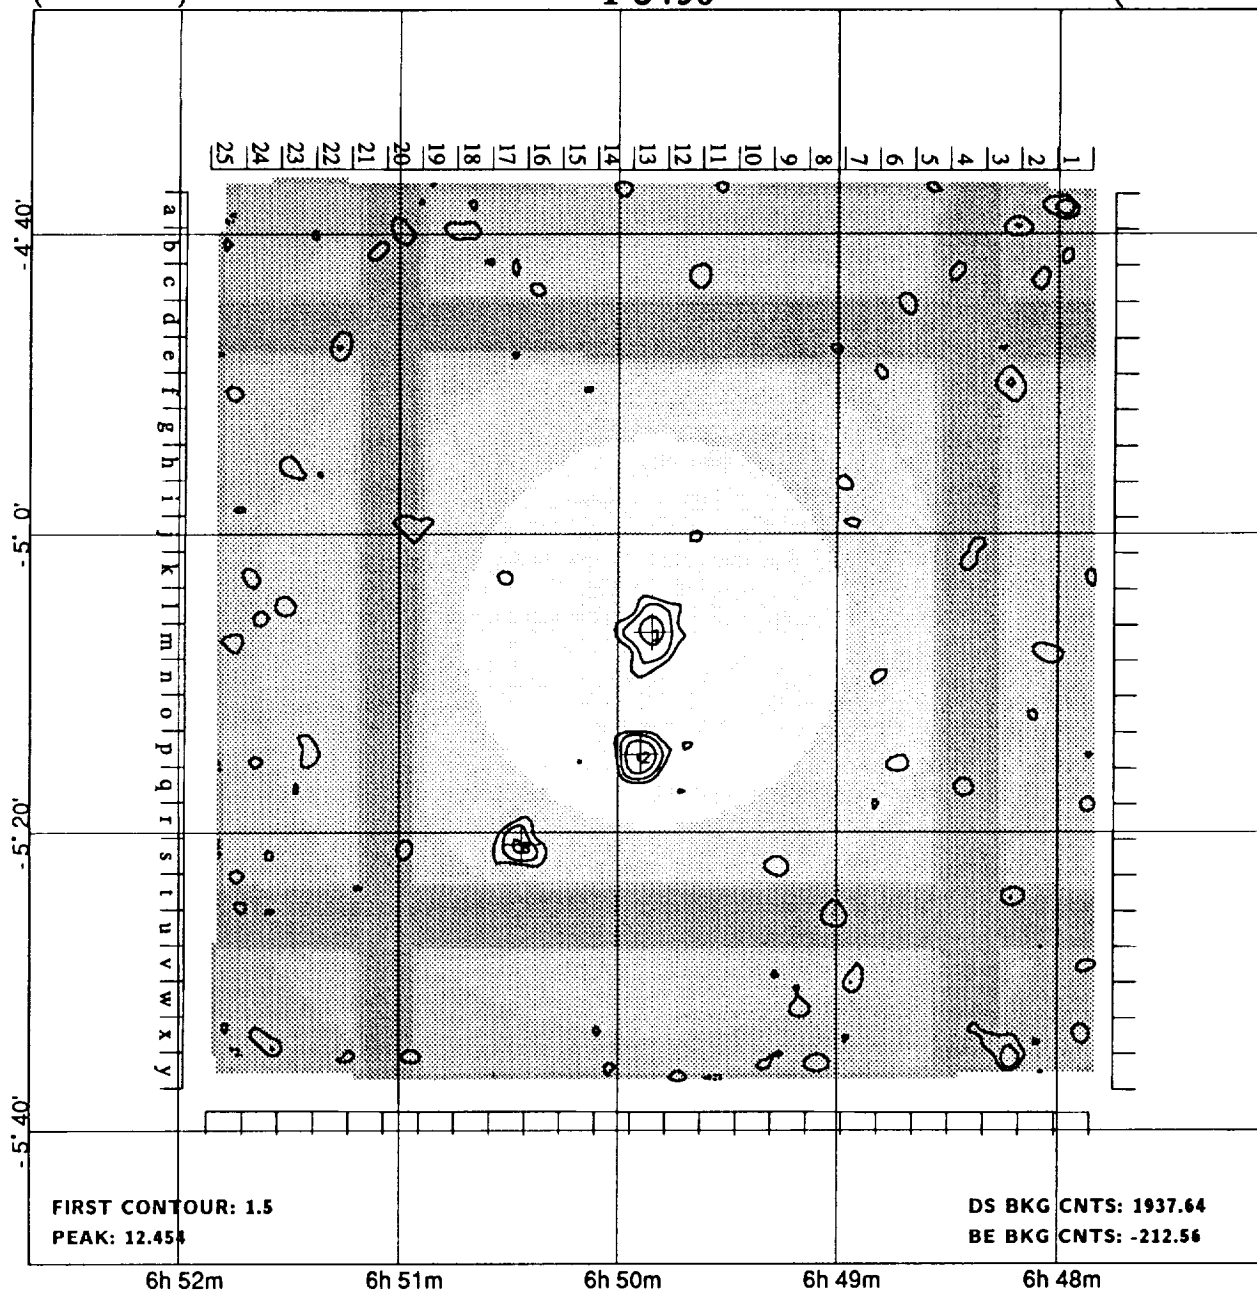 25 24 23 22 21 20 19 18 17 16 15 14 13 12 11 10 9 8 7 6 5 4 3 2 1
a b c d e f g h i j k l m n o p q r s t u v w x y
-4° 40'
-5° 0'
-5° 20'
-5° 40'
1
2
FIRST CONTOUR: 1.5
PEAK: 12.454
DS BKG CNTS: 1937.64
BE BKG CNTS: -212.56
6h 52m 6h 51m 6h 50m 6h 49m 6h 48m